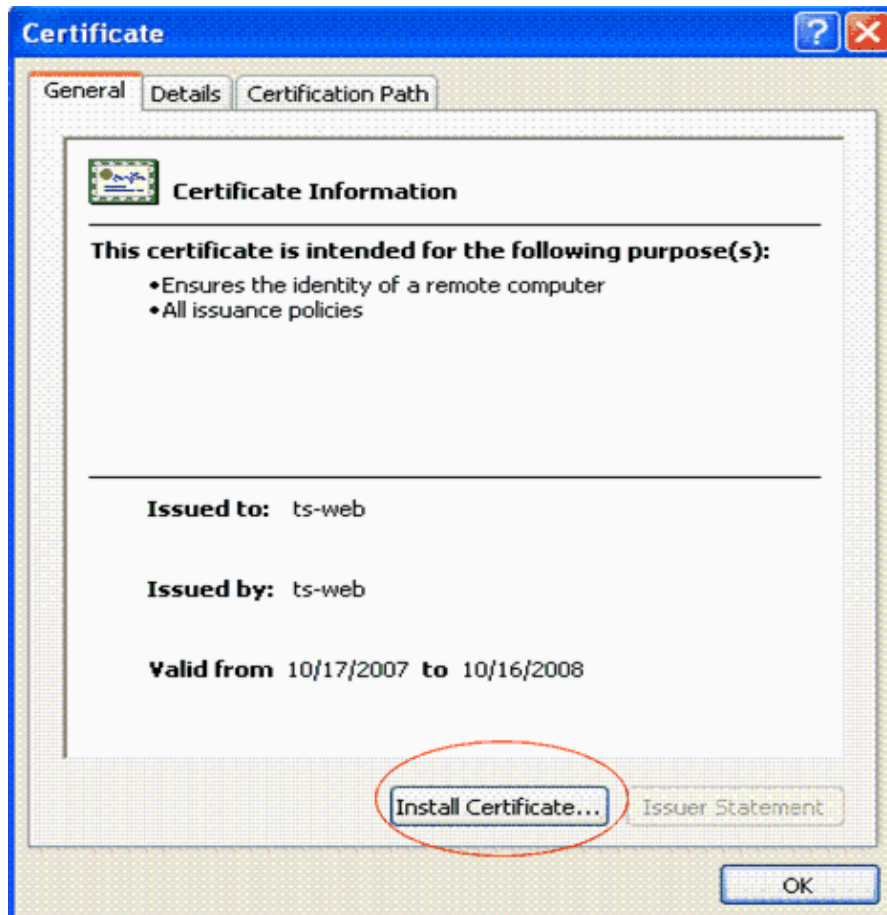 Certificate
?
General
Details
Certification Path
Certificate Information
This certificate is intended for the following purpose(s):
•Ensures the identity of a remote computer
•All issuance policies
Issued to: ts-web
Issued by: ts-web
Valid from 10/17/2007 to 10/16/2008
Install Certificate...
Issuer Statement
OK